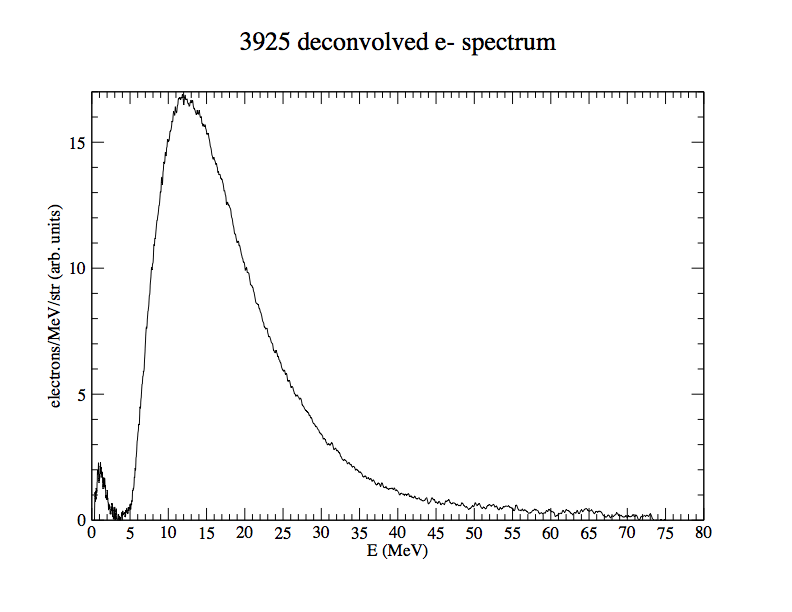 3925 deconvolved e- spectrum
electrons/MeV/str (arb. units)
15
10
5
0
0 5 10 15 20 25 30 35 40 45 50 55 60 65 70 75 80
E (MeV)